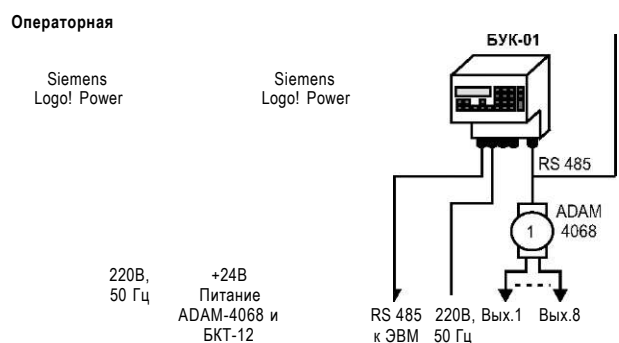 Операторная
БУК-01
Siemens
Logo! Power
Siemens
Logo! Power
RS 485
ADAM
4068
1
220В,
50 Гц
+24В
Питание
ADAM-4068 и
БКТ-12
RS 485
к ЭВМ
220В,
50 Гц
Вых.1
Вых.8